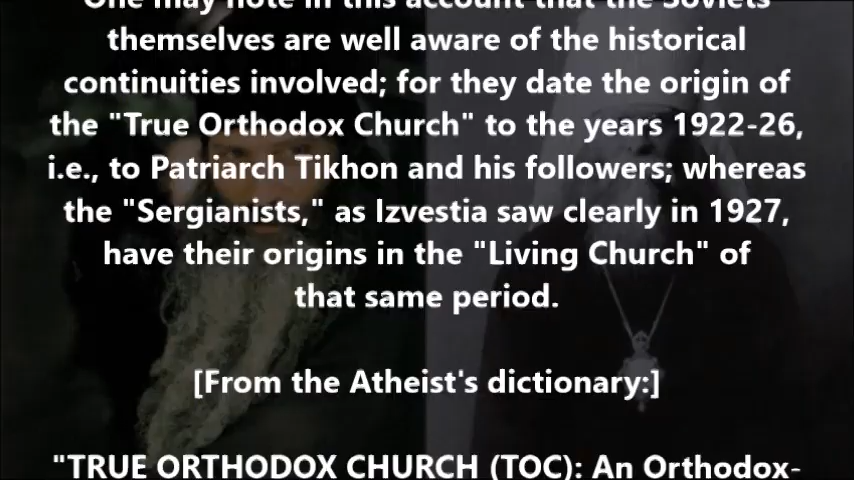 One may note in this account that the Soviets
themselves are well aware of the historical
continuities involved; for they date the origin of
the "True Orthodox Church" to the years 1922-26,
i.e., to Patriarch Tikhon and his followers; whereas
the "Sergianists," as Izvestia saw clearly in 1927,
have their origins in the "Living Church" of
that same period.
[From the Atheist's dictionary:]
"TRUE ORTHODOX CHURCH (TOC): An Orthodox-